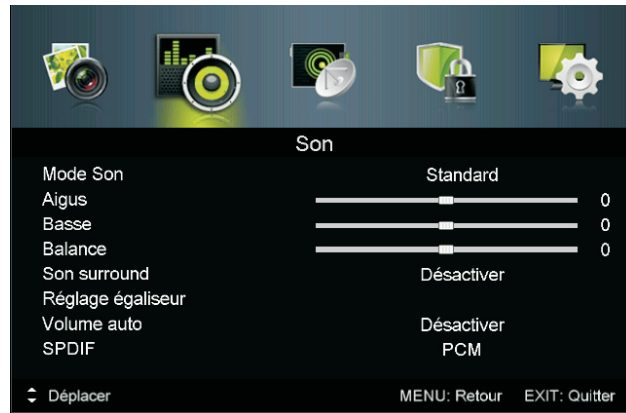 Son
Mode Son Standard
Aigus 0
Basse 0
Balance 0
Son surround Désactiver
Réglage égaliseur
Volume auto Désactiver
SPDIF PCM
Déplacer MENU: Retour EXIT: Quitter